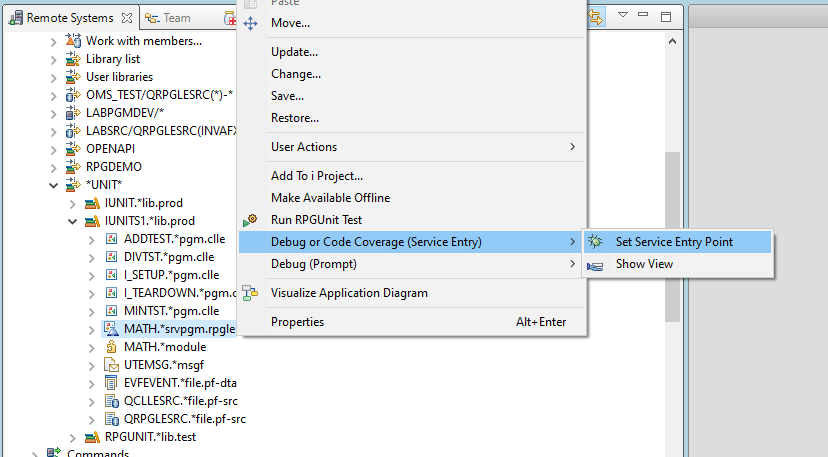 Remote Systems
Team
Work with members...
Library list
User libraries
OMS_TEST/QRPGLESRC(*)-*
LABPGMDEV/*
LABSRC/QRPGLESRC(INVAFX
OPENAPI
RPGDEMO
*UNIT*
IUNIT.*lib.prod
IUNITS1.*lib.prod
ADDTEST.*pgm.clle
DIVTST.*pgm.clle
I_SETUP.*pgm.clle
I_TEARDOWN.*pgm.c
MINTST.*pgm.clle
MATH.*srvpgm.rpgle
MATH.*module
UTEMSG.*msgf
EVFEVENT.*file.pf-dta
QCLLESRC.*file.pf-src
QRPGLESRC.*file.pf-src
RPGUNIT.*lib.test
Commands
Paste
Move...
Update...
Change...
Save...
Restore...
User Actions
Add To i Project...
Make Available Offline
Run RPGUnit Test
Debug or Code Coverage (Service Entry)
Debug (Prompt)
Visualize Application Diagram
Properties Alt+Enter
Set Service Entry Point
Show View